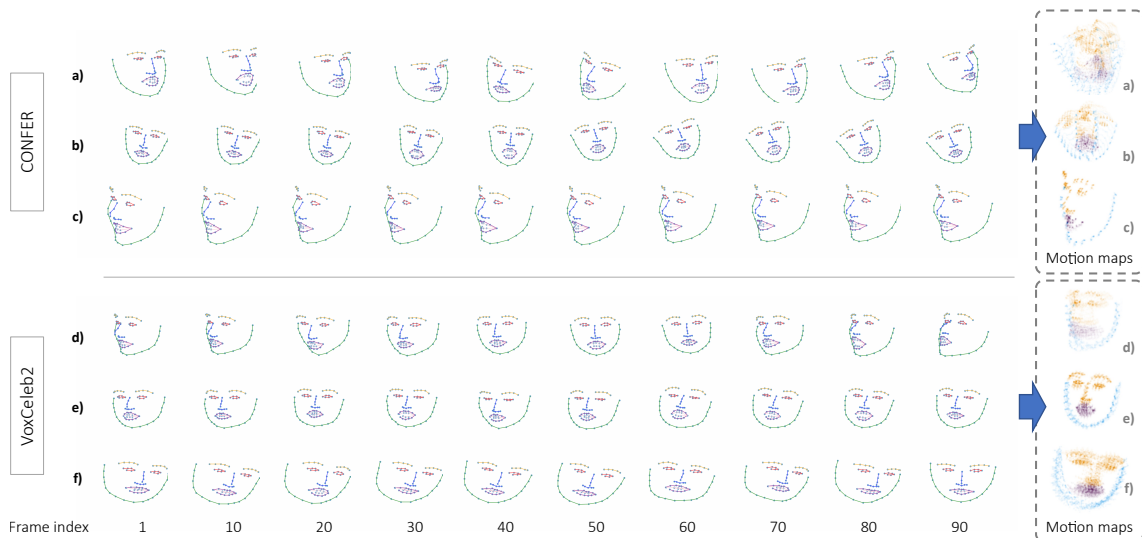 CONFER
a)
b)
c)
a)
b)
c)
Motion maps
VoxCeleb2
d)
e)
f)
d)
e)
f)
Motion maps
Frame index 1 10 20 30 40 50 60 70 80 90